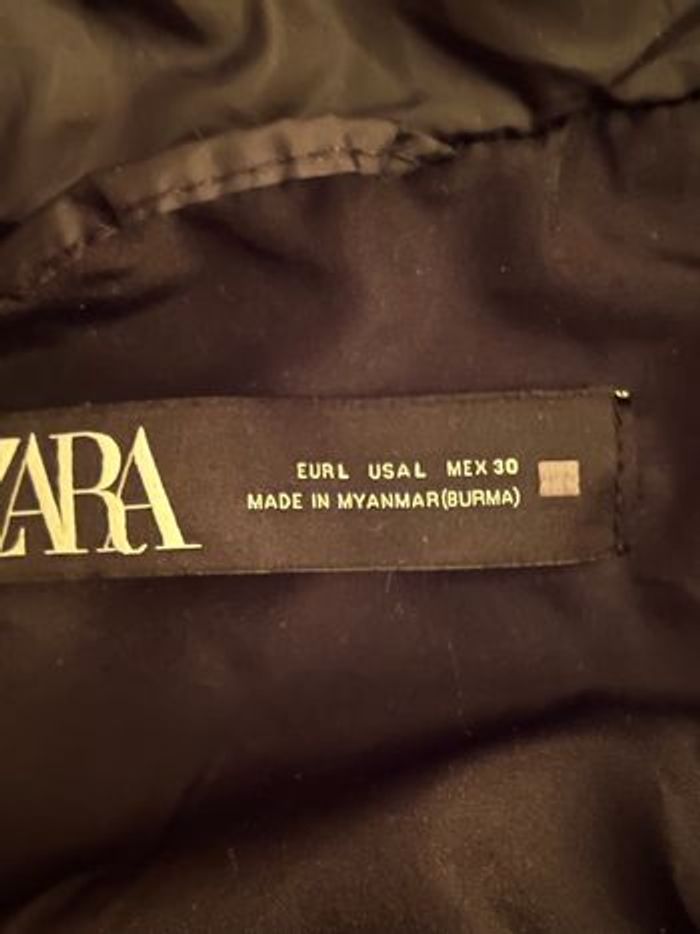 ZARA
EUR L USA L MEX 30
MADE IN MYANMAR(BURMA)